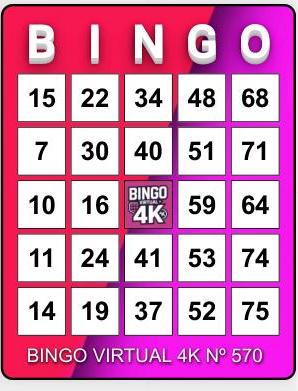 B I N G O
15 22 34 48 68
7 30 40 51 71
10 16 BINGO VIRTUAL 4K 59 64
11 24 41 53 74
14 19 37 52 75
BINGO VIRTUAL 4K Nº 570